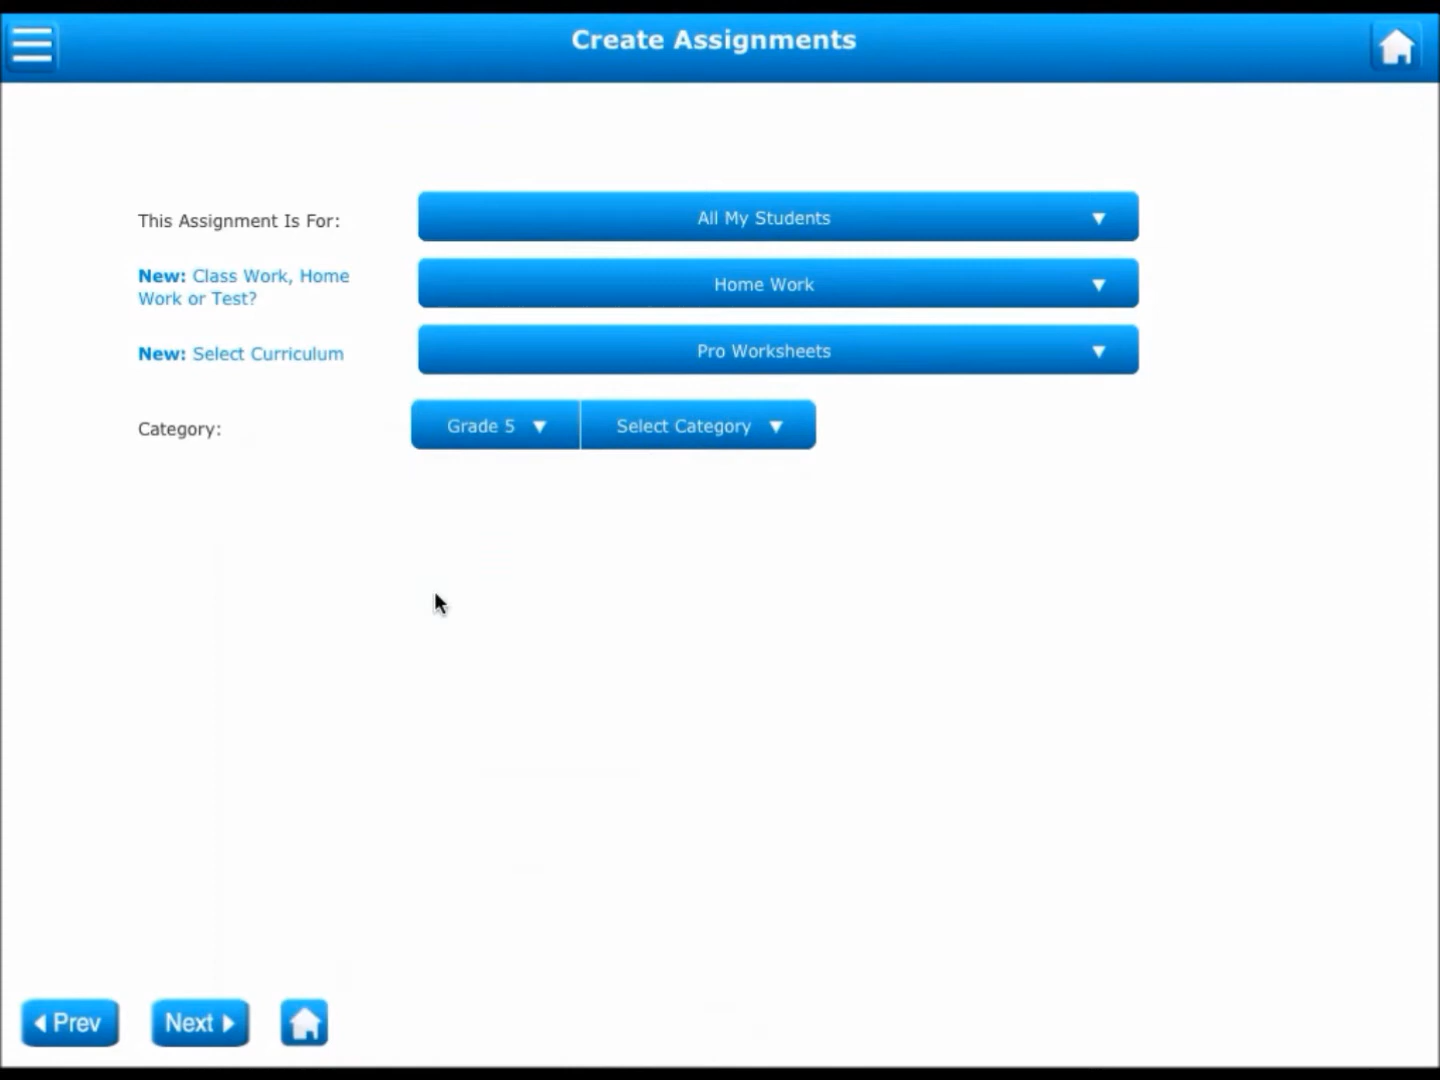 Create Assignments
This Assignment Is For:
All My Students
New: Class Work, Home
Work or Test?
Home Work
New: Select Curriculum
Pro Worksheets
Category:
Grade 5
Select Category
Prev
Next